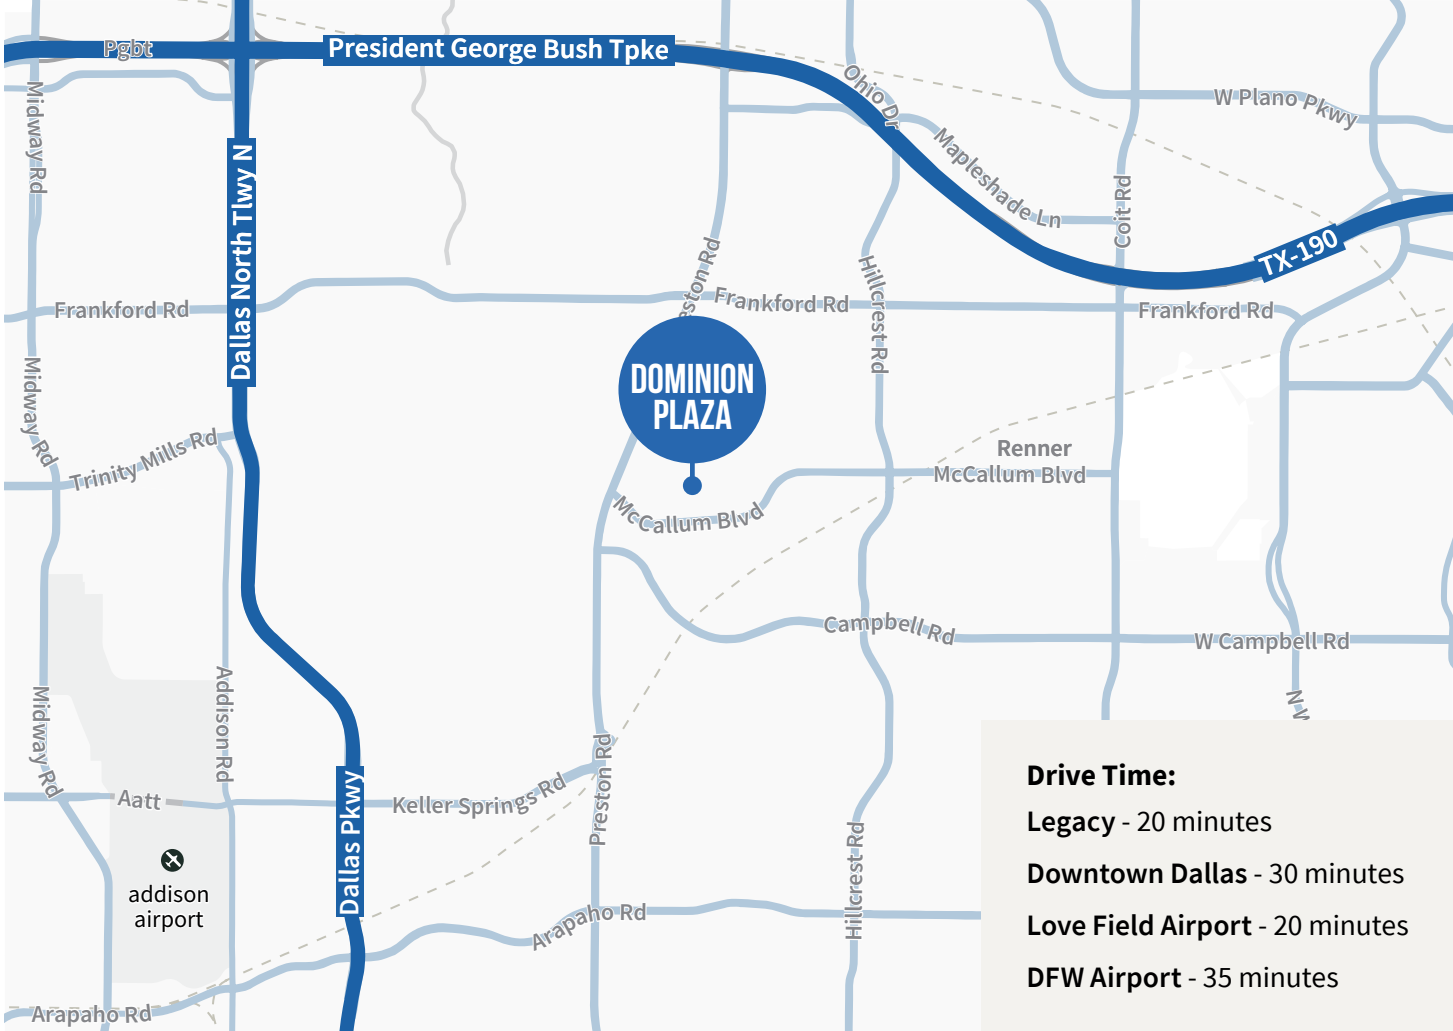 Pgbt
President George Bush Tpke
Ohio Dr
W Plano Pkwy
Midway Rd
Mapleshade Ln
Coit Rd
Dallas North Tlwy N
eston Rd
Hillcrest Rd
TX-190
Frankford Rd
Frankford Rd
Frankford Rd
DOMINION
PLAZA
Midway Rd
Trinity Mills Rd
Renner
McCallum Blvd
McCallum Blvd
Campbell Rd
W Campbell Rd
Addison Rd
Midway Rd
N W
Aatt
Keller Springs Rd
Preston Rd
Dallas Pkwy
Hillcrest Rd
addison
airport
Arapaho Rd
Arapaho Rd
Drive Time:
Legacy - 20 minutes
Downtown Dallas - 30 minutes
Love Field Airport - 20 minutes
DFW Airport - 35 minutes